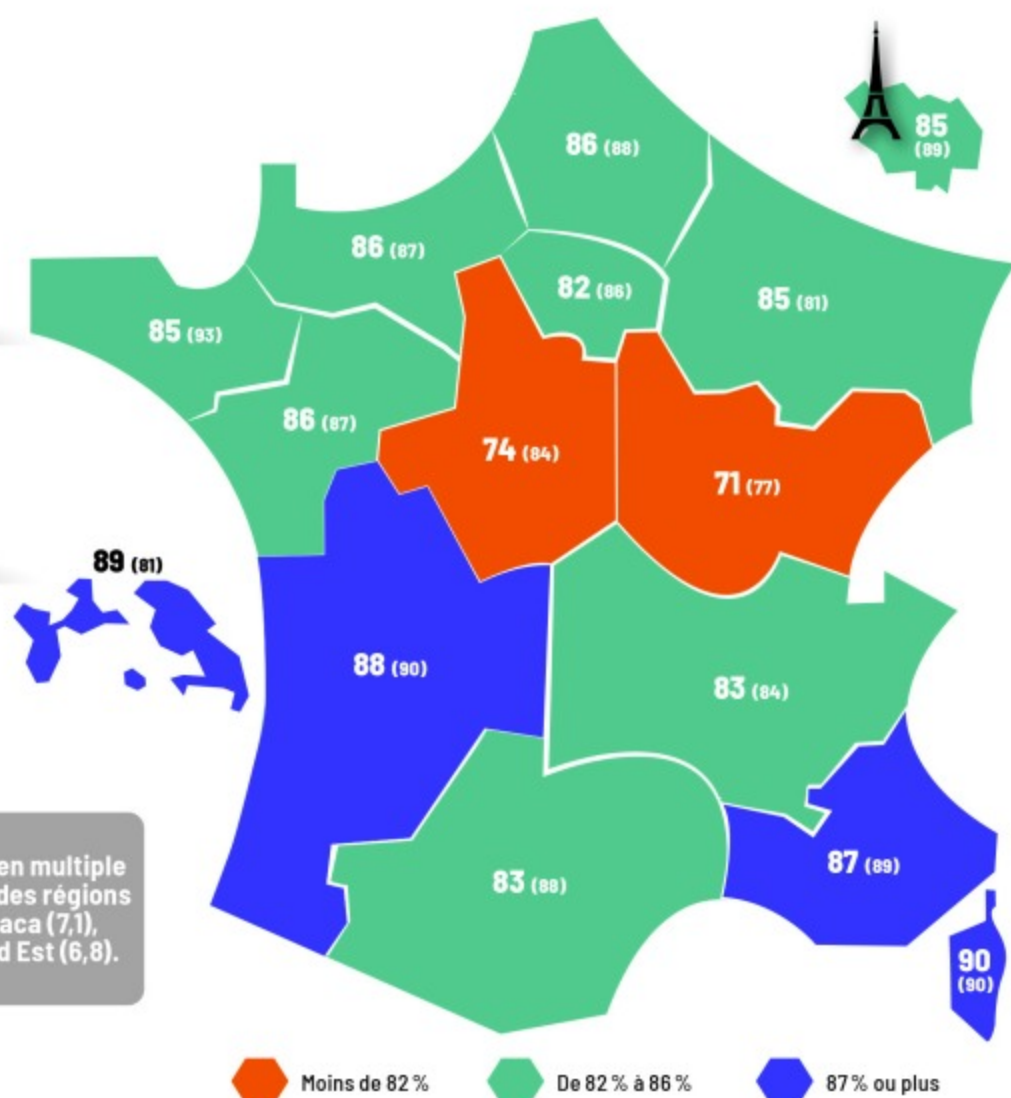 86 (88)
85
(89)
86 (87)
82 (86)
85 (81)
85 (93)
86 (87)
74 (84)
71 (77)
89 (81)
88 (90)
83 (84)
83 (88)
87 (89)
90
(90)
en multiple
des régions
aca (7,1),
d Est (6,8).
Moins de 82 %
De 82 % à 86 %
87 % ou plus